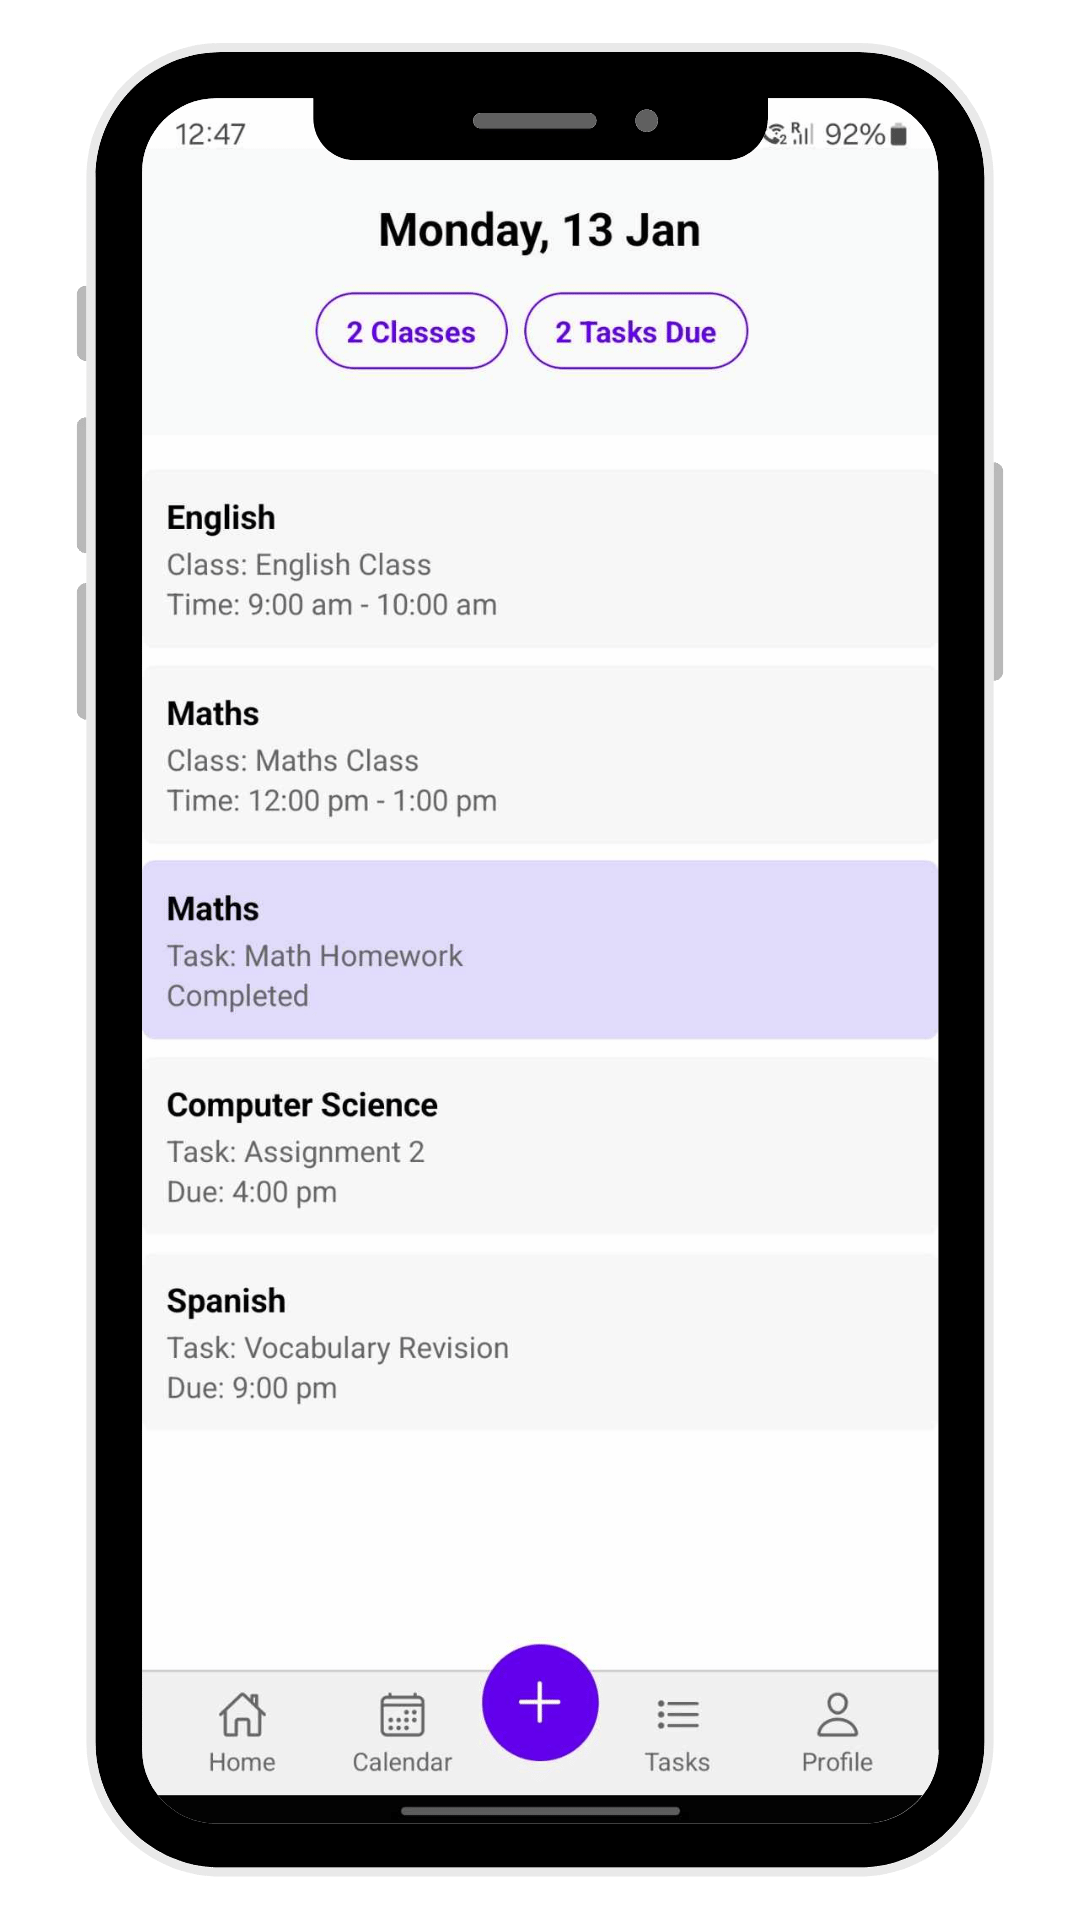 12:47
92%
Monday, 13 Jan
2 Classes
2 Tasks Due
English
Class: English Class
Time: 9:00 am - 10:00 am
Maths
Class: Maths Class
Time: 12:00 pm - 1:00 pm
Maths
Task: Math Homework
Completed
Computer Science
Task: Assignment 2
Due: 4:00 pm
Spanish
Task: Vocabulary Revision
Due: 9:00 pm
Home
Calendar
Tasks
Profile